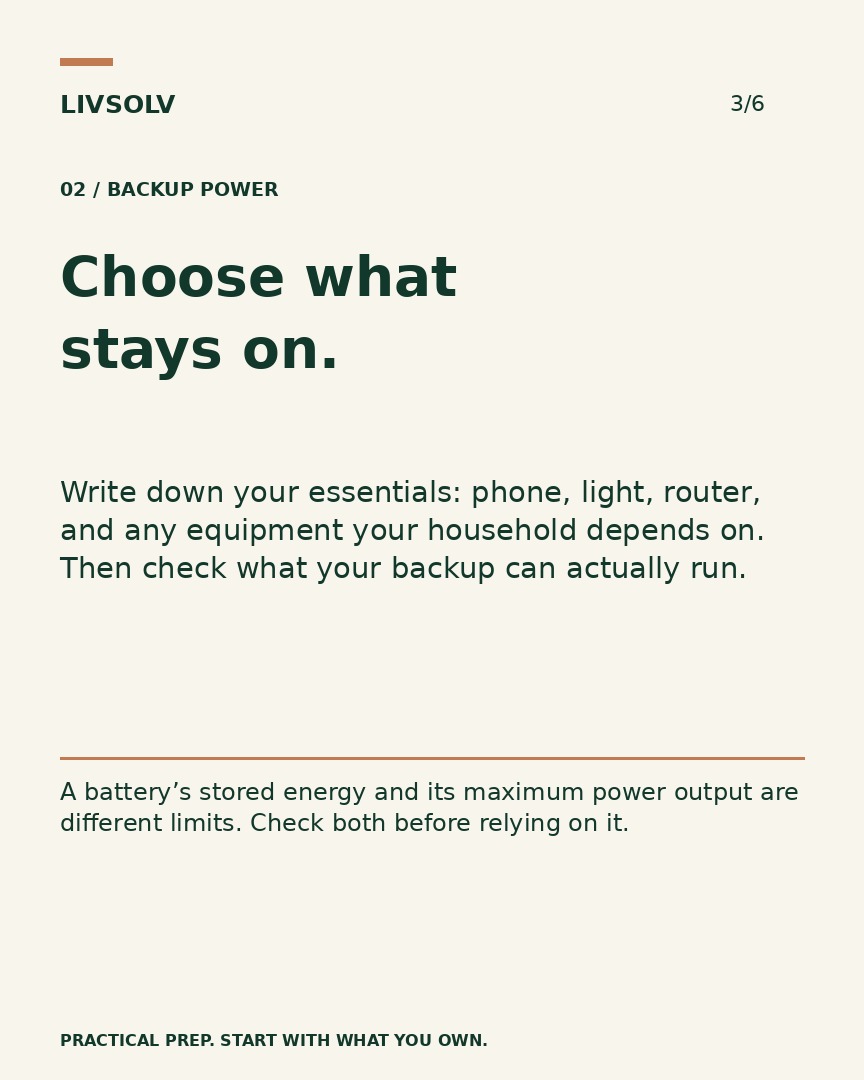 LIVSOLV
3/6
02 / BACKUP POWER
Choose what
stays on.
Write down your essentials: phone, light, router,
and any equipment your household depends on.
Then check what your backup can actually run.
A battery’s stored energy and its maximum power output are
different limits. Check both before relying on it.
PRACTICAL PREP. START WITH WHAT YOU OWN.